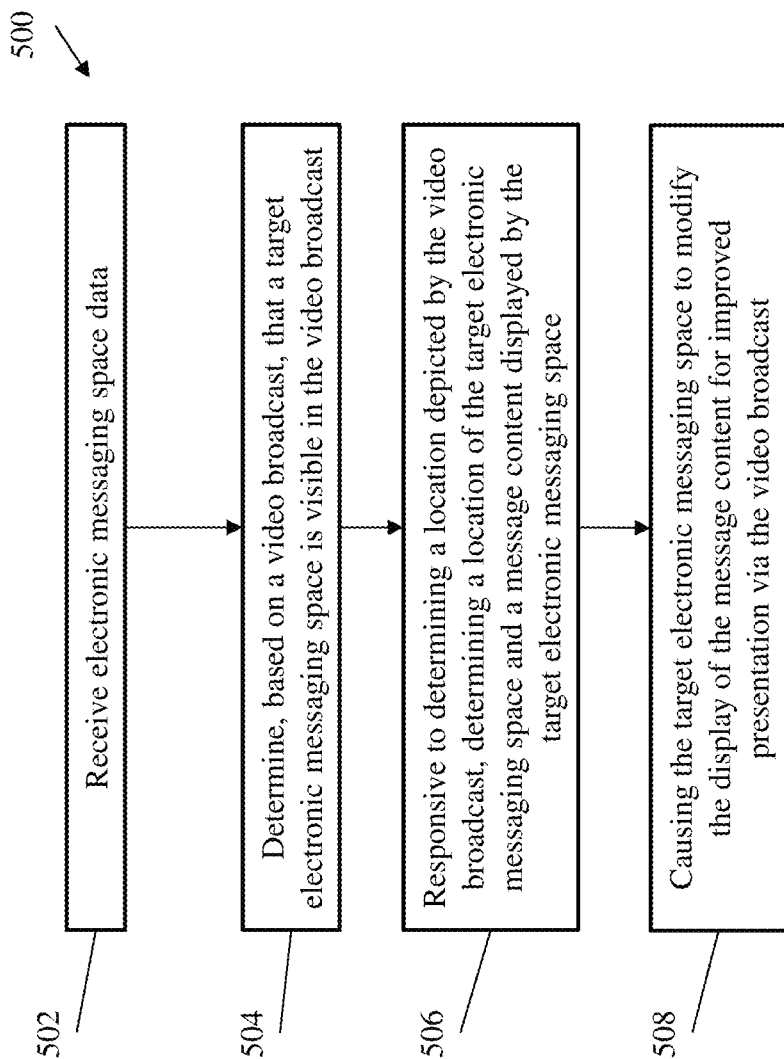 500
502
Receive electronic messaging space data
504
Determine, based on a video broadcast, that a target
electronic messaging space is visible in the video broadcast
506
Responsive to determining a location depicted by the video
broadcast, determining a location of the target electronic
messaging space and a message content displayed by the
target electronic messaging space
508
Causing the target electronic messaging space to modify
the display of the message content for improved
presentation via the video broadcast